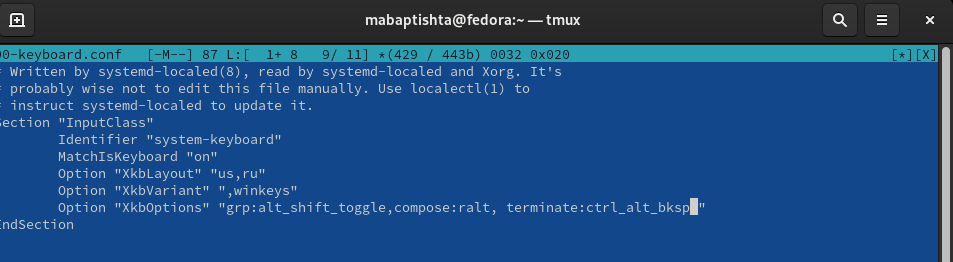 mabaptishta@fedora:~ — tmux
00-keyboard.conf [-M--] 87 L:[ 1+ 8 9/ 11] *(429 / 443b) 0032 0x020 [*][X]
# Written by systemd-localed(8), read by systemd-localed and Xorg. It's
# probably wise not to edit this file manually. Use localectl(1) to
# instruct systemd-localed to update it.
Section "InputClass"
Identifier "system-keyboard"
MatchIsKeyboard "on"
Option "XkbLayout" "us,ru"
Option "XkbVariant" ",winkeys"
Option "XkbOptions" "grp:alt_shift_toggle,compose:ralt, terminate:ctrl_alt_bksp "
EndSection